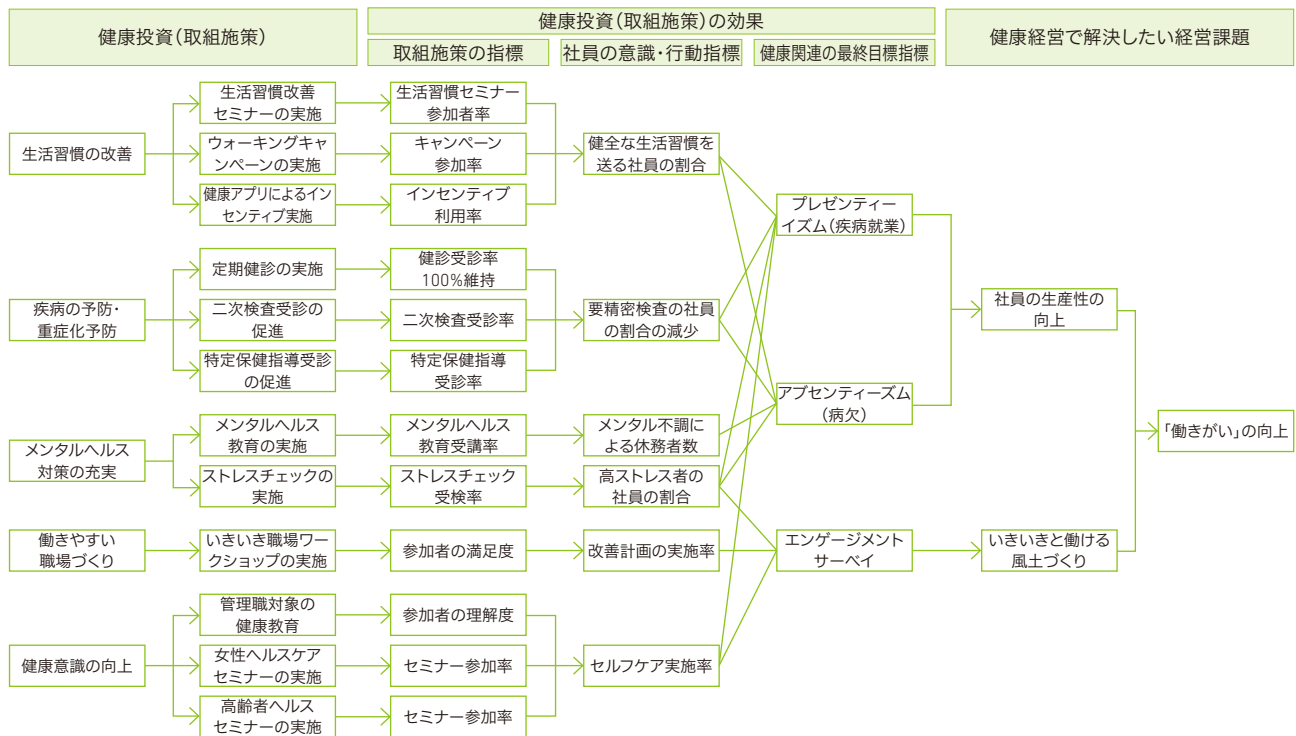 健康投資（取組施策）
健康投資（取組施策）の効果
健康経営で解決したい経営課題
取組施策の指標
社員の意識・行動指標
健康関連の最終目標指標
生活習慣の改善
生活習慣改善
セミナーの実施
生活習慣セミナー
参加者率
ウォーキングキャ
ンペーンの実施
キャンペーン
参加率
健康アプリによるイン
センティブ実施
インセンティブ
利用率
健全な生活習慣を
送る社員の割合
疾病の予防・
重症化予防
定期健診の実施
健診受診率
100%維持
二次検査受診の
促進
二次検査受診率
特定保健指導受診
の促進
特定保健指導
受診率
要精密検査の社員
の割合の減少
メンタルヘルス
対策の充実
メンタルヘルス
教育の実施
メンタルヘルス
教育受講率
メンタル不調
による休務者数
ストレスチェックの
実施
ストレスチェック
受検率
高ストレス者の
社員の割合
働きやすい
職場づくり
いきいき職場ワー
クショップの実施
参加者の満足度
改善計画の実施率
健康意識の向上
管理職対象の
健康教育
参加者の理解度
女性ヘルスケア
セミナーの実施
セミナー参加率
高齢者ヘルス
セミナーの実施
セミナー参加率
セルフケア実施率
プレゼンティー
イズム（疾病就業）
アブセンティーズム
（病欠）
エンゲージメント
サーベイ
社員の生産性の
向上
いきいきと働ける
風土づくり
「働きがい」の向上